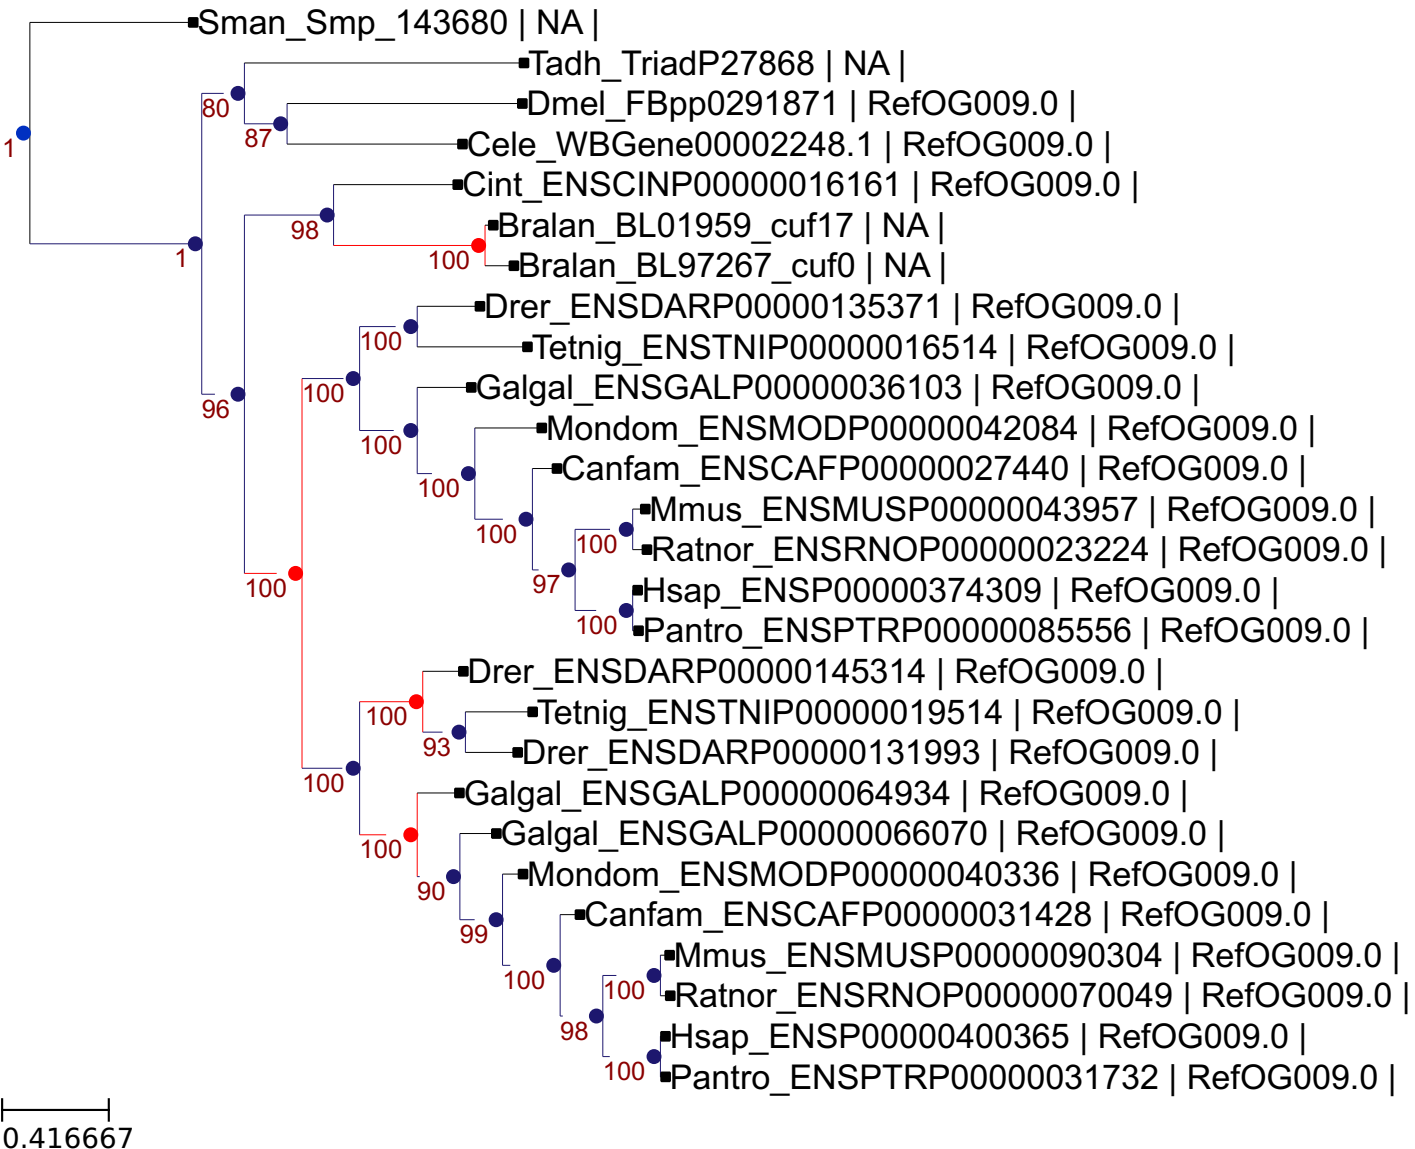 Sman_Smp_143680 | NA |
Tadh_TriadP27868 | NA |
80
Dmel_FBpp0291871 | RefOG009.0 |
87
1
Cele_WBGene00002248.1 | RefOG009.0 |
Cint_ENSCINP00000016161 | RefOG009.0 |
98
Bralan_BL01959_cuf17 | NA |
1
100
Bralan_BL97267_cuf0 | NA |
Drer_ENSDARP00000135371 | RefOG009.0 |
100
Tetnig_ENSTNIP00000016514 | RefOG009.0 |
100
Galgal_ENSGALP00000036103 | RefOG009.0 |
96
Mondom_ENSMODP00000042084 | RefOG009.0 |
100
Canfam_ENSCAFP00000027440 | RefOG009.0 |
100
Mmus_ENSMUSP00000043957 | RefOG009.0 |
100
100
Ratnor_ENSRNOP00000023224 | RefOG009.0 |
100
97
Hsap_ENSP00000374309 | RefOG009.0 |
100
Pantro_ENSPTRP00000085556 | RefOG009.0 |
Drer_ENSDARP00000145314 | RefOG009.0 |
100
Tetnig_ENSTNIP00000019514 | RefOG009.0 |
93
Drer_ENSDARP00000131993 | RefOG009.0 |
100
Galgal_ENSGALP00000064934 | RefOG009.0 |
100
Galgal_ENSGALP00000066070 | RefOG009.0 |
90
Mondom_ENSMODP00000040336 | RefOG009.0 |
99
Canfam_ENSCAFP00000031428 | RefOG009.0 |
100
Mmus_ENSMUSP00000090304 | RefOG009.0 |
100
Ratnor_ENSRNOP00000070049 | RefOG009.0 |
98
Hsap_ENSP00000400365 | RefOG009.0 |
100
Pantro_ENSPTRP00000031732 | RefOG009.0 |
0.416667